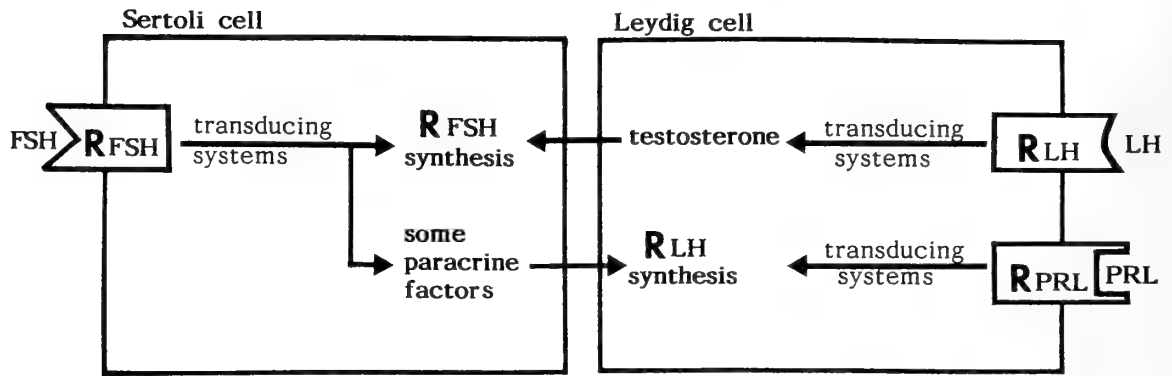 Sertoli cell
Leydig cell
FSH
R FSH
transducing
systems
R FSH
synthesis
some
paracrine
factors
testosterone
transducing
systems
R LH
LH
R LH
synthesis
transducing
systems
R PRL
PRL